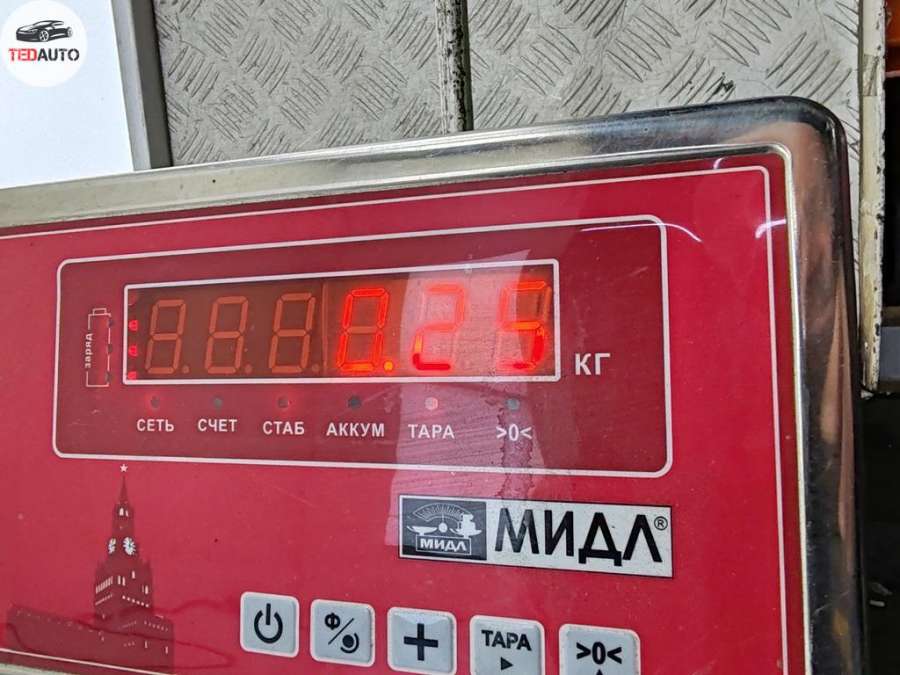 TEDAUTO
заряд
0.25 КГ
СЕТЬ СЧЕТ СТАБ АККУМ ТАРА >0<
МИДЛ МИДЛ®
Ф/ + ТАРА >0<